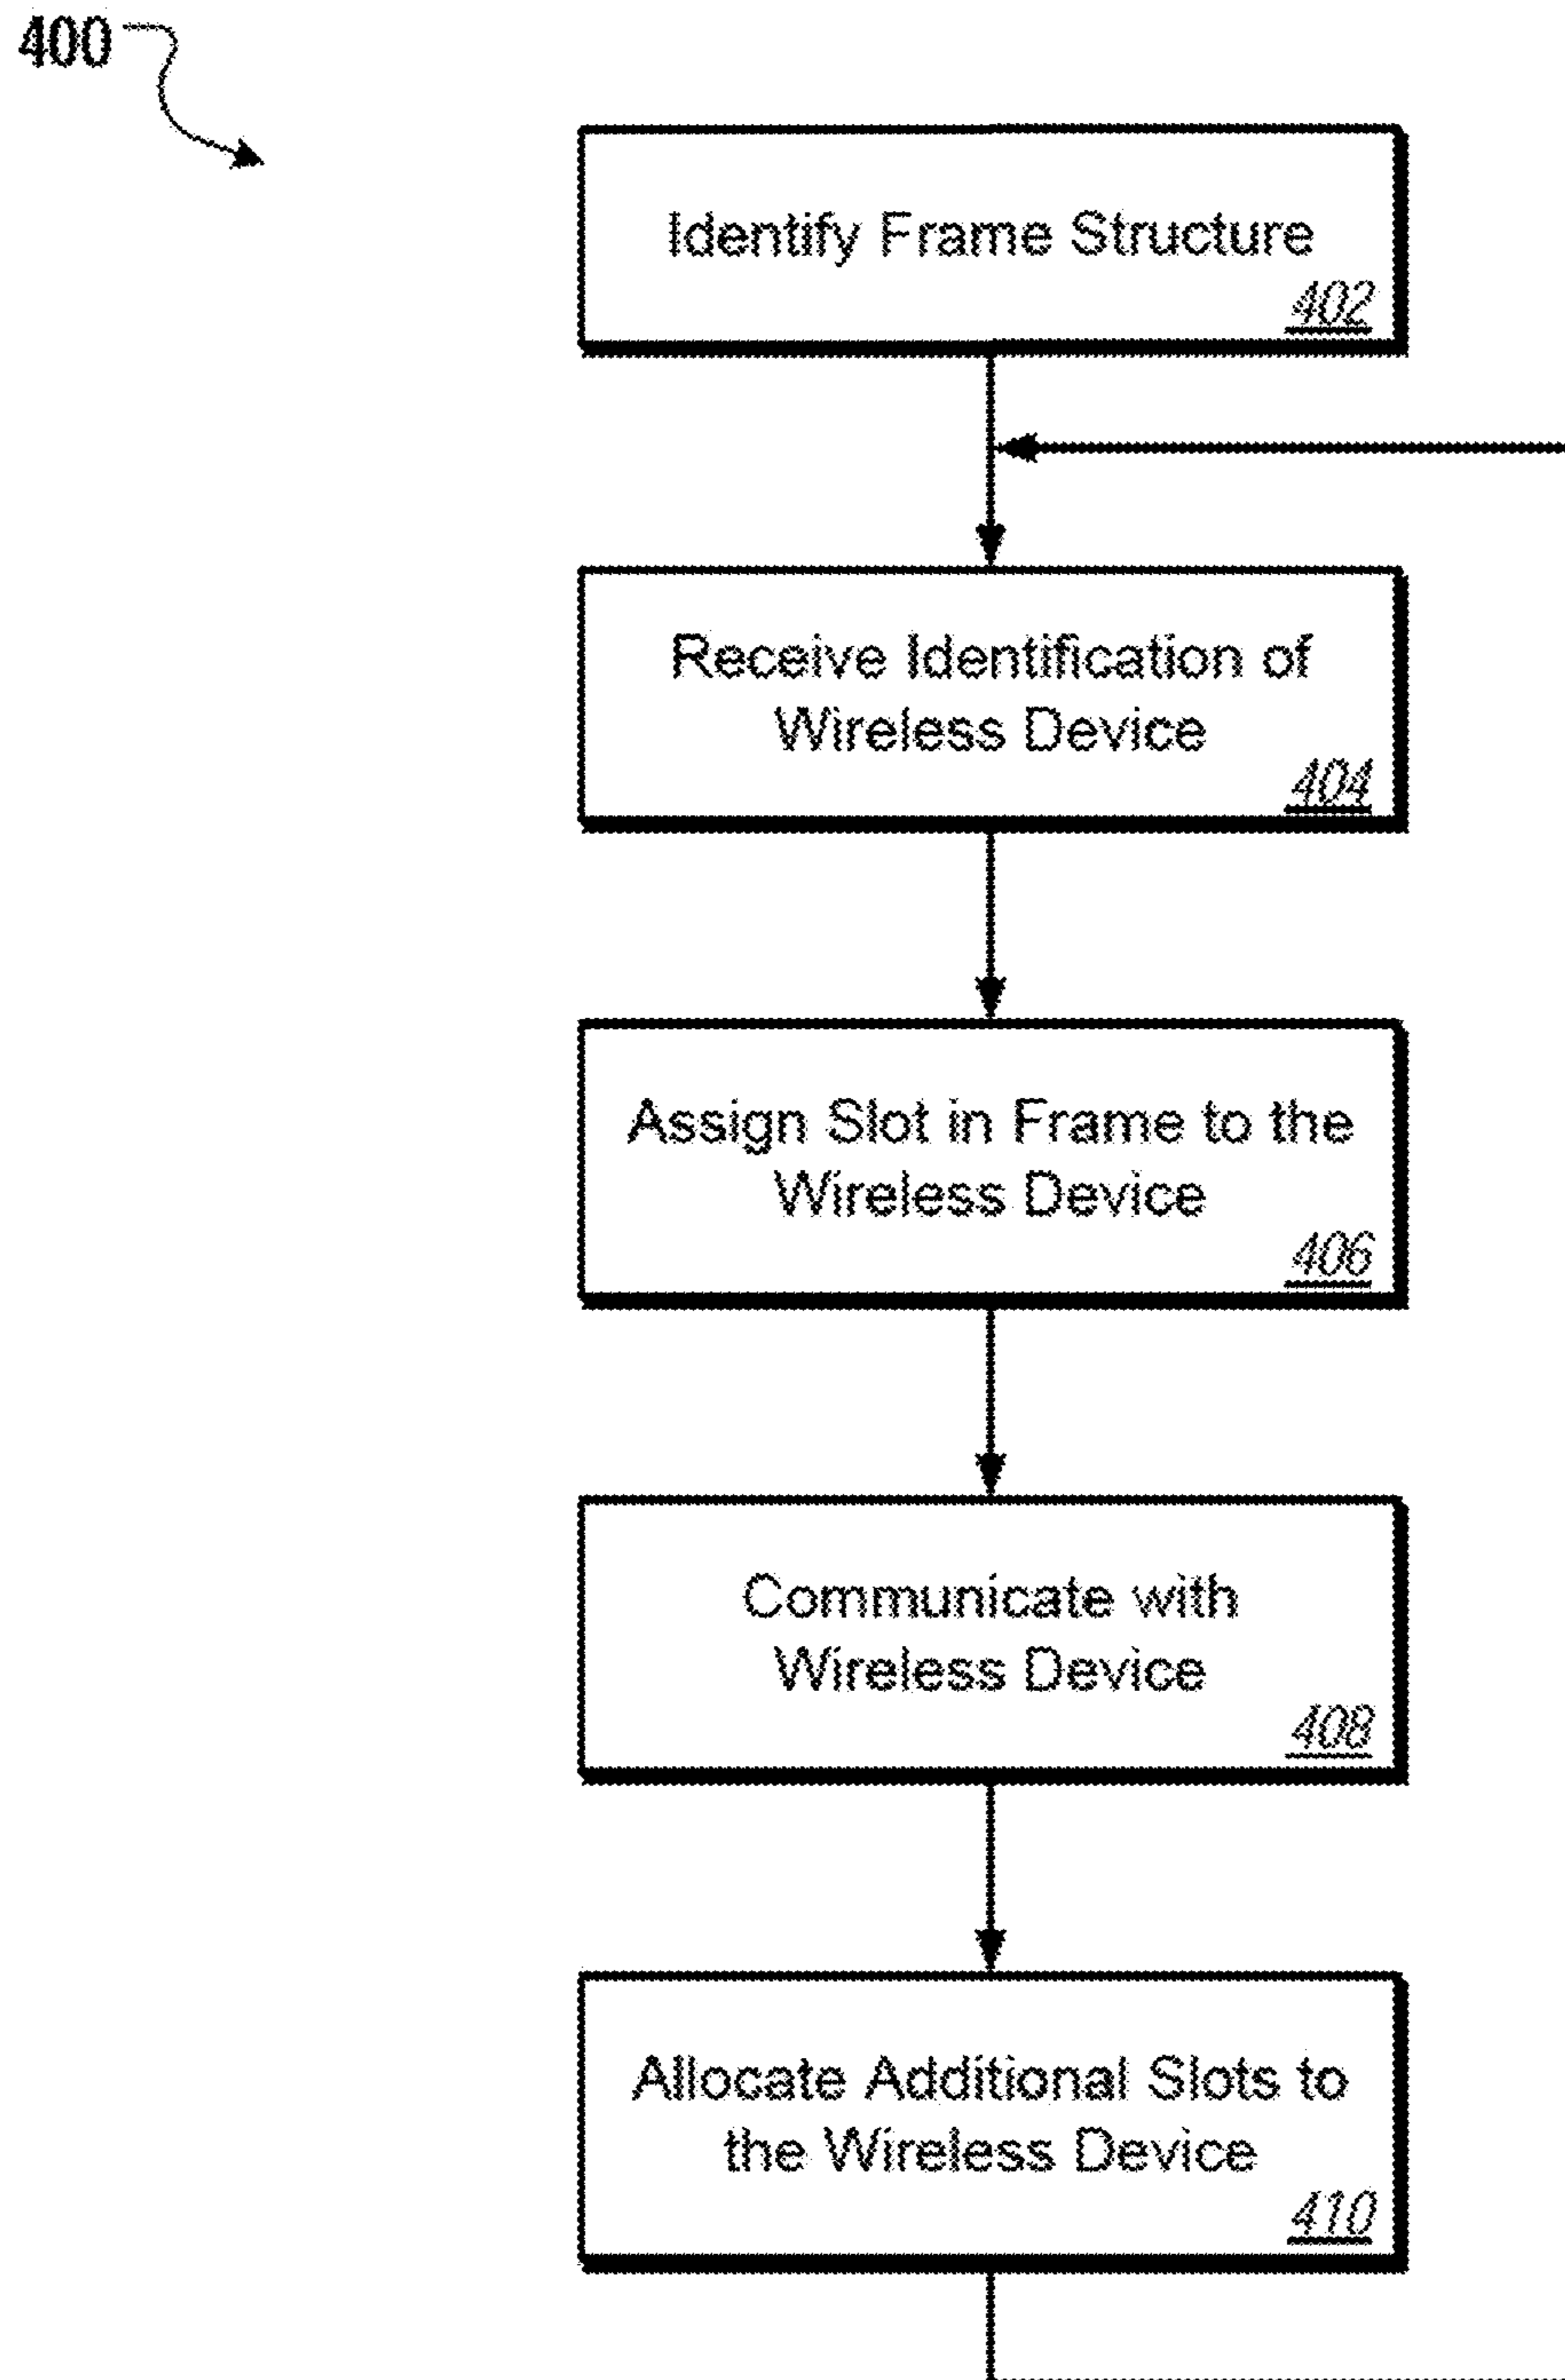 400
Identify Frame Structure
402
Receive Identification of
Wireless Device
404
Assign Slot in Frame to the
Wireless Device
406
Communicate with
Wireless Device
408
Allocate Additional Slots to
the Wireless Device
410